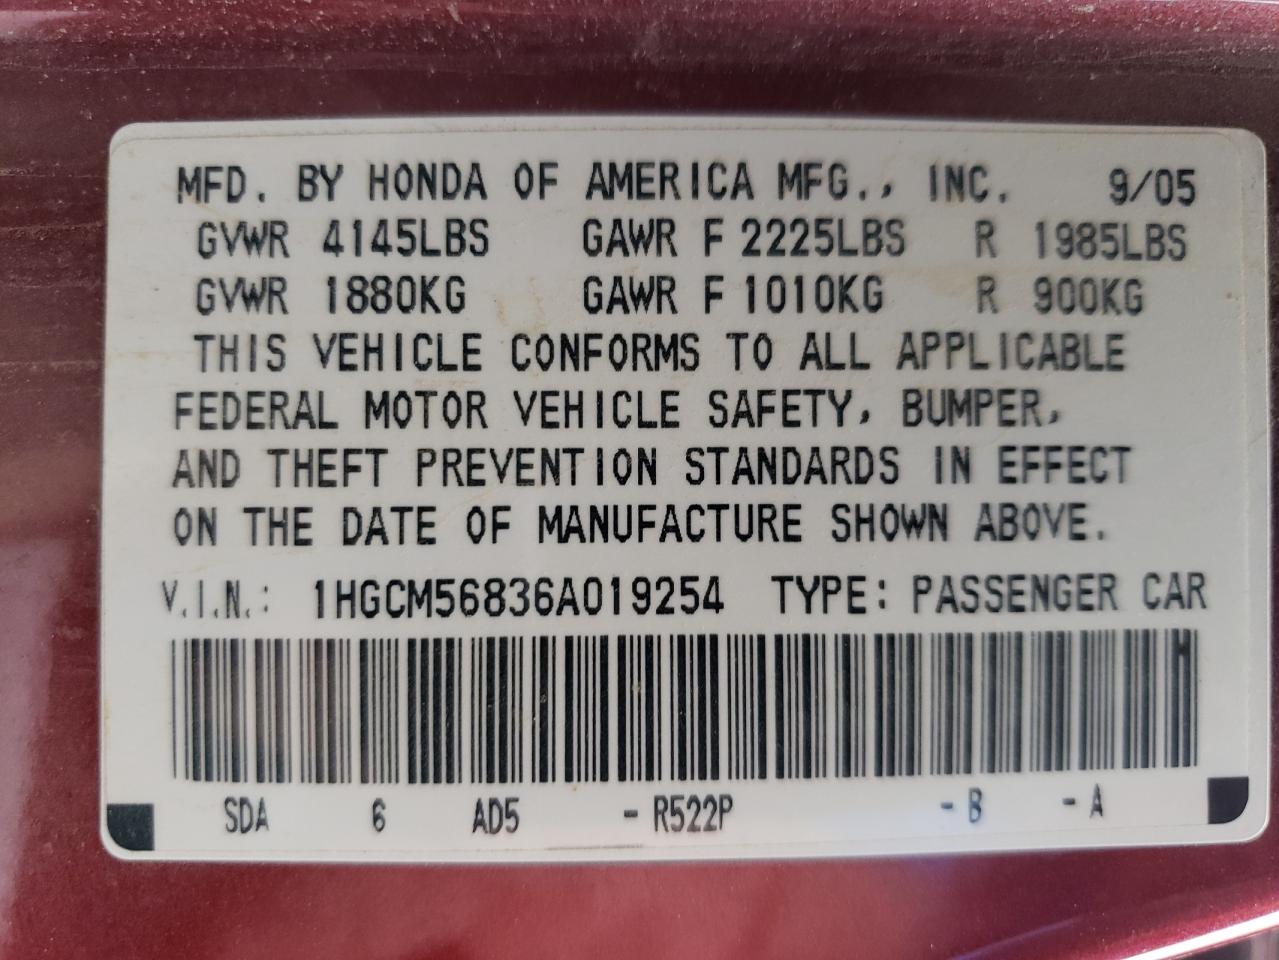 MFD. BY HONDA OF AMERICA MFG., INC. 9/05
GVWR 4145LBS GAWR F 2225LBS R 1985LBS
GVWR 1880KG GAWR F 1010KG R 900KG
THIS VEHICLE CONFORMS TO ALL APPLICABLE
FEDERAL MOTOR VEHICLE SAFETY, BUMPER,
AND THEFT PREVENTION STANDARDS IN EFFECT
ON THE DATE OF MANUFACTURE SHOWN ABOVE.
V.I.N.: 1HGCM56836A019254 TYPE: PASSENGER CAR
SDA 6 AD5 - R522P - B - A